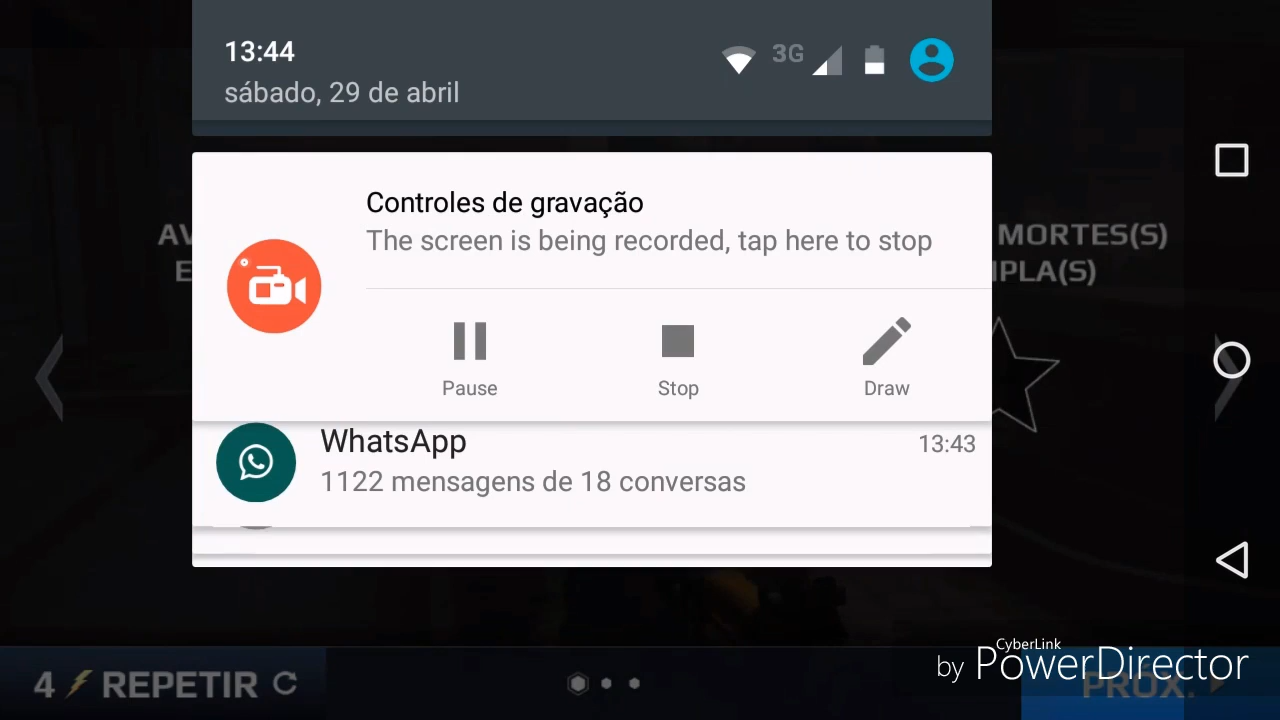 13:44
3G
sábado, 29 de abril
Controles de gravação
The screen is being recorded, tap here to stop
MORTES(S)
Pause
Stop
Draw
WhatsApp
13:43
1122 mensagens de 18 conversas
CyberLink
by PowerDirector
4 REPETIR
PRÓX.